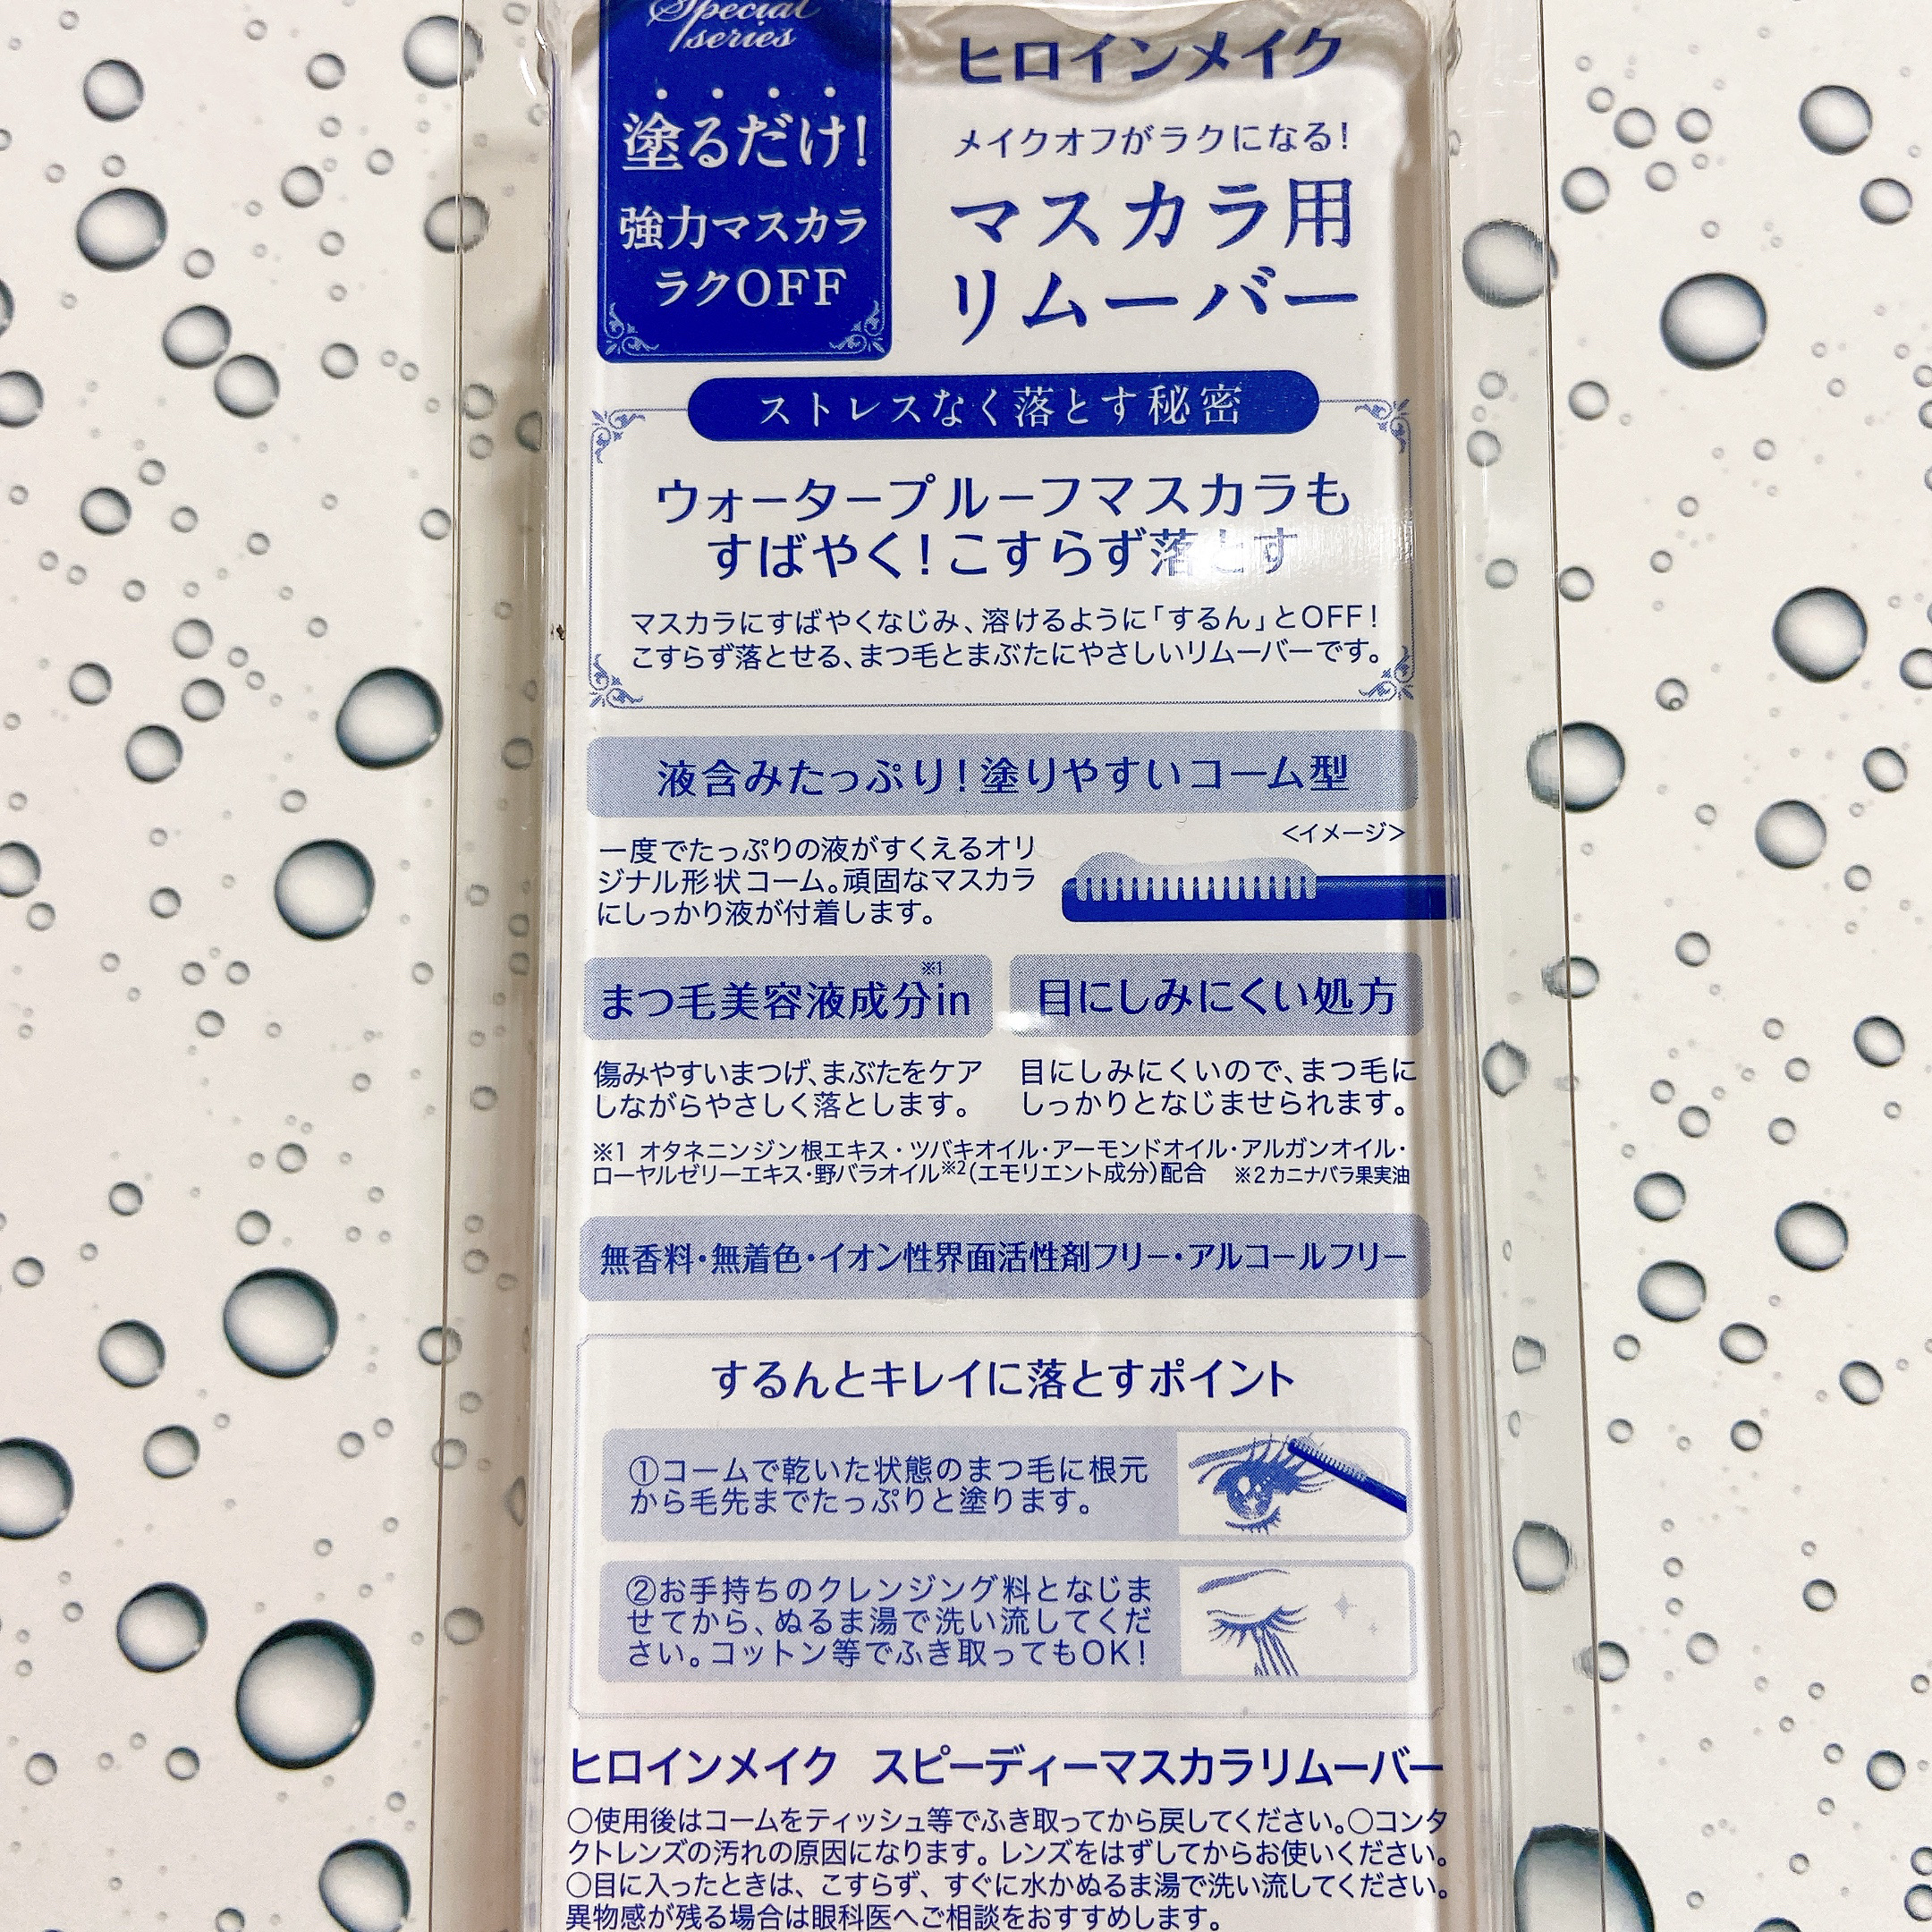 Special
series
塗るだけ!
強力マスカラ
ラクOFF
ヒロインメイク
メイクオフがラクになる!
マスカラ用
リムーバー
ストレスなく落とす秘密
ウォータープルーフマスカラも
すばやく!こすらず落とす
マスカラにすばやくなじみ、溶けるように「するん」とOFF!
こすらず落とせる、まつ毛とまぶたにやさしいリムーバーです。
液含みたっぷり!塗りやすいコーム型
<イメージ>
一度でたっぷりの液がすくえるオリ
ジナル形状コーム。頑固なマスカラ
にしっかり液が付着します。
まつ毛美容液成分in※1
傷みやすいまつげ、まぶたをケア
しながらやさしく落とします。
目にしみにくい処方
目にしみにくいので、まつ毛に
しっかりとなじませられます。
※1 オタネニンジン根エキス・ツバキオイル・アーモンドオイル・アルガンオイル・
ローヤルゼリーエキス・野バラオイル※2(エモリエント成分)配合 ※2カニナバラ果実油
無香料・無着色・イオン性界面活性剤フリー・アルコールフリー
するんとキレイに落とすポイント
①コームで乾いた状態のまつ毛に根元
から毛先までたっぷりと塗ります。
②お手持ちのクレンジング料となじま
せてから、ぬるま湯で洗い流してくだ
さい。コットン等でふき取ってもOK!
ヒロインメイク スピーディーマスカラリムーバー
○使用後はコームをティッシュ等でふき取ってから戻してください。○コンタ
クトレンズの汚れの原因になります。レンズをはずしてからお使いください。
○目に入ったときは、こすらず、すぐに水かぬるま湯で洗い流してください。
異物感が残る場合は眼科医へご相談をおすすめします。